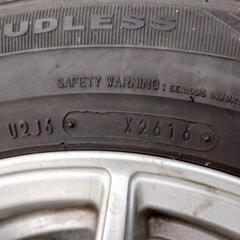 UDLESS
SAFETY WARNING: SERIOUS INJURY
U2J6 X2616